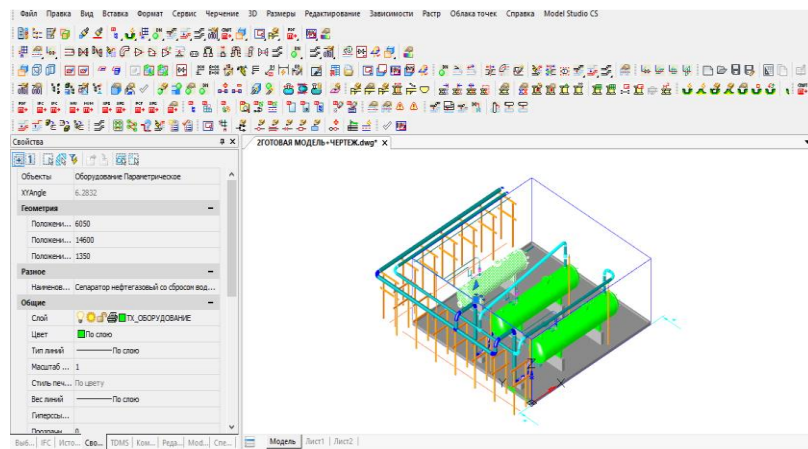 Файл Правка Вид Вставка Формат Сервис Черчение 3D Размеры Редактирование Зависимости Растр Облака точек Справка Model Studio CS
Свойства
2ГОТОВАЯ МОДЕЛЬ+ЧЕРТЕЖ.dwg*
Объекты Оборудование Параметрическое
XYAngle 6.2832
Геометрия
Положени... 6050
Положени... 14600
Положени... 1350
Разное
Наименов... Сепаратор нефтегазовый со сбросом вод...
Общие
Слой ТХ_ОБОРУДОВАНИЕ
Цвет По слою
Тип линий По слою
Масштаб ... 1
Стиль печ... По цвету
Вес линий По слою
Гиперссы...
Прозрачн 0
Выб... IFC Исто... Сво... TDMS Ком... Реда... Mod... Спе...
Модель Лист1 Лист2